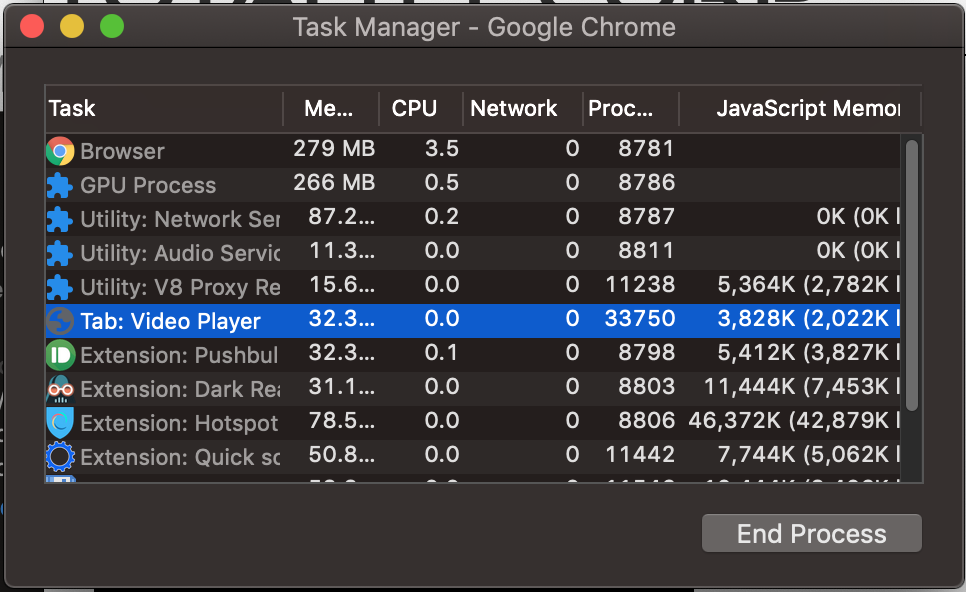 Task Manager - Google Chrome
Task Me... CPU Network Proc... JavaScript Memor
Browser 279 MB 3.5 0 8781
GPU Process 266 MB 0.5 0 8786
Utility: Network Ser 87.2... 0.2 0 8787 0K (0K l
Utility: Audio Servic 11.3... 0.0 0 8811 0K (0K l
Utility: V8 Proxy Re 15.6... 0.0 0 11238 5,364K (2,782K l
Tab: Video Player 32.3... 0.0 0 33750 3,828K (2,022K l
Extension: Pushbul 32.3... 0.1 0 8798 5,412K (3,827K l
Extension: Dark Rea 31.1... 0.0 0 8803 11,444K (7,453K l
Extension: Hotspot 78.5... 0.0 0 8806 46,372K (42,879K l
Extension: Quick sc 50.8... 0.0 0 11442 7,744K (5,062K l
End Process